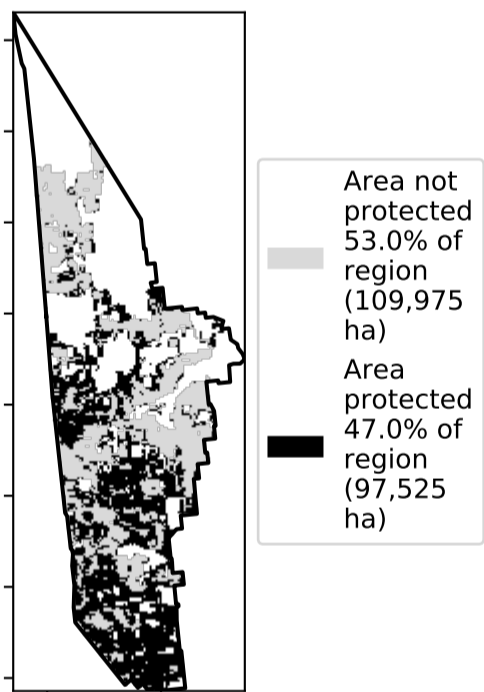 Area not
protected
53.0% of
region
(109,975
ha)
Area
protected
47.0% of
region
(97,525
ha)